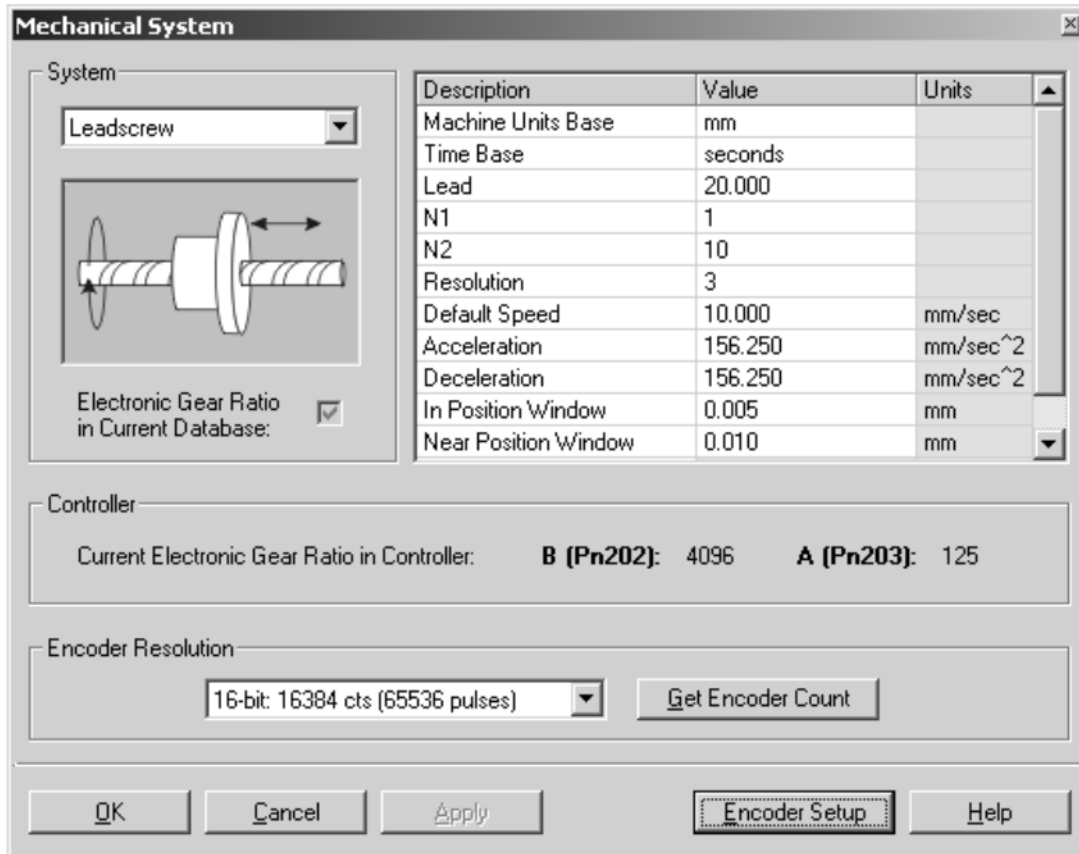 Mechanical System
System
Leadscrew
Electronic Gear Ratio
in Current Database:
Description Value Units
Machine Units Base mm
Time Base seconds
Lead 20.000
N1 1
N2 10
Resolution 3
Default Speed 10.000 mm/sec
Acceleration 156.250 mm/sec^2
Deceleration 156.250 mm/sec^2
In Position Window 0.005 mm
Near Position Window 0.010 mm
Controller
Current Electronic Gear Ratio in Controller: B (Pn202): 4096 A (Pn203): 125
Encoder Resolution
16-bit: 16384 cts (65536 pulses) Get Encoder Count
OK Cancel Apply Encoder Setup Help